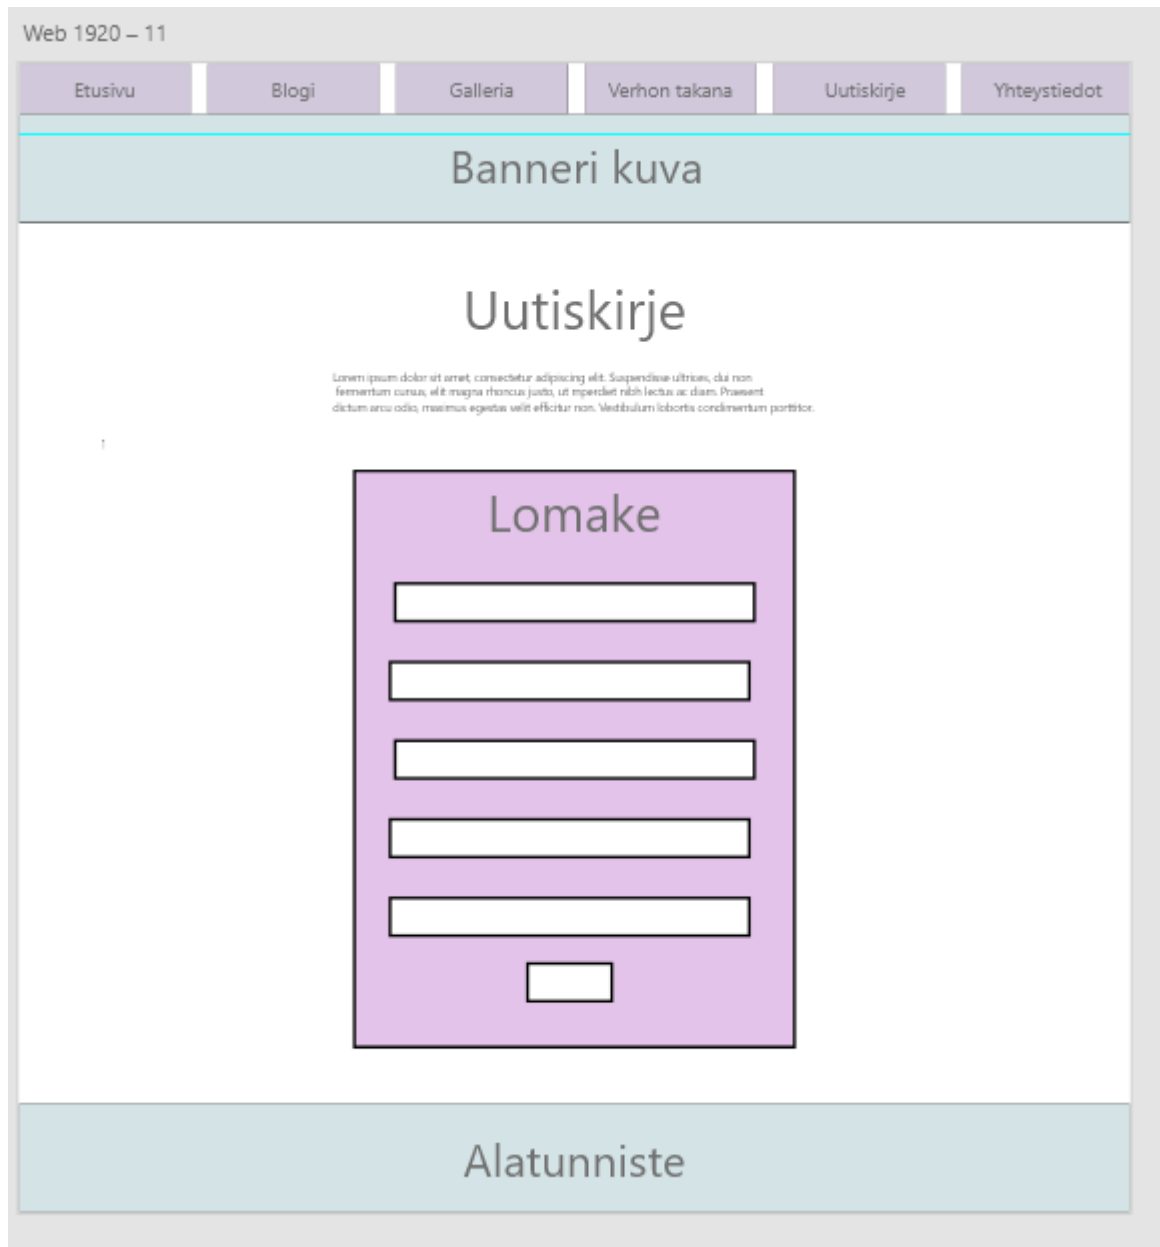 Web 1920 – 11
Etusivu Blogi Galleria Verhon takana Uutiskirje Yhteystiedot
Banneri kuva
Uutiskirje
Lorem ipsum dolor sit amet, consectetur adipiscing elit. Suspendisse ultrices, dui non
fermentum cursus, elit magna rhoncus justo, ut mperdiet nibh lectus ac diam. Praesent
dictum arcu odio, maximus egestas velit efficitur non. Vestibulum lobortis condimentum porttitor.
Lomake
Alatunniste